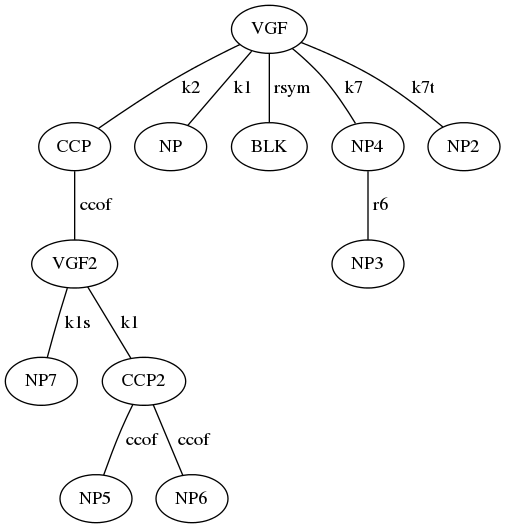 VGF
k2 k1 rsym k7 k7t
CCP NP BLK NP4 NP2
ccof r6
VGF2 NP3
k1s k1
NP7 CCP2
ccof ccof
NP5 NP6